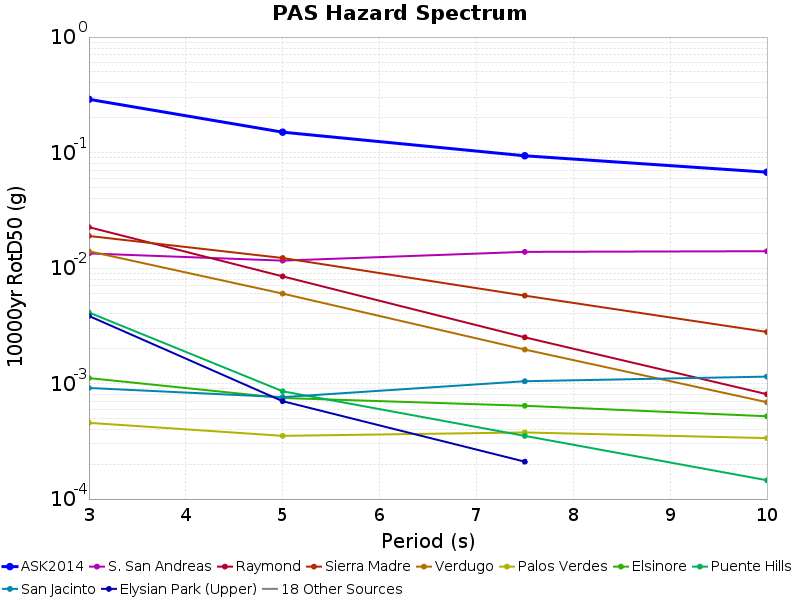 PAS Hazard Spectrum
10000yr RotD50 (g)
10^0
10^-1
10^-2
10^-3
10^-4
3 4 5 6 7 8 9 10
Period (s)
ASK2014 S. San Andreas Raymond Sierra Madre Verdugo Palos Verdes Elsinore Puente Hills
San Jacinto Elysian Park (Upper) 18 Other Sources